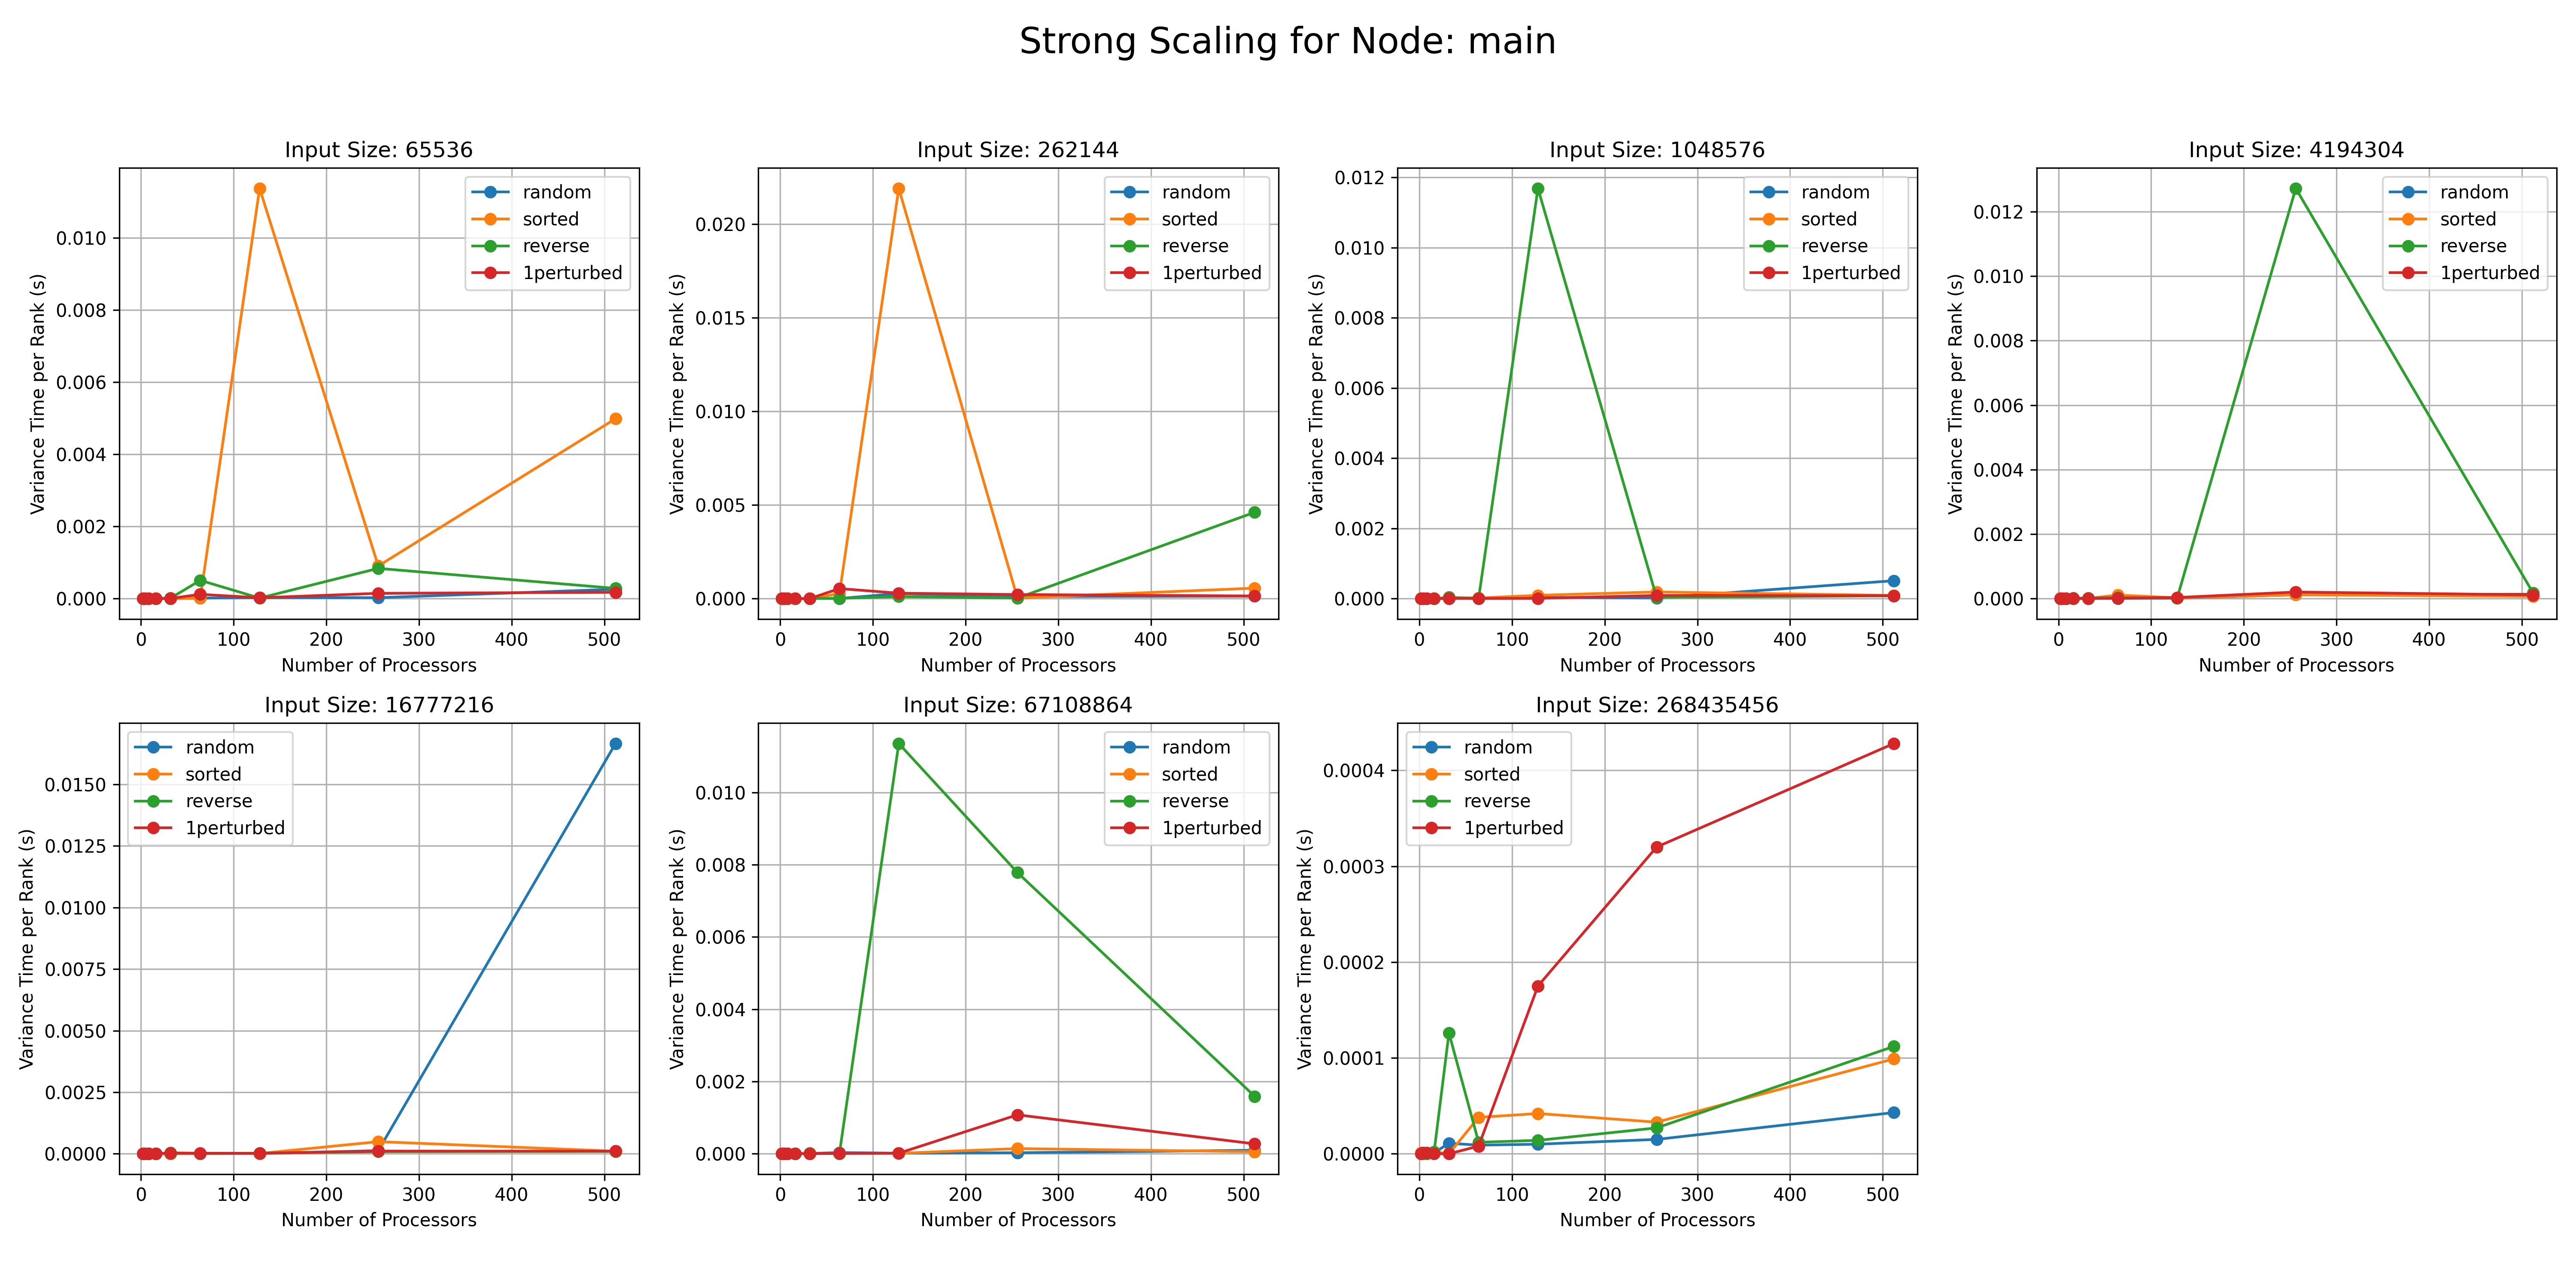 Strong Scaling for Node: main
Input Size: 65536
Variance Time per Rank (s)
0.010
0.008
0.006
0.004
0.002
0.000
random
sorted
reverse
1perturbed
0 100 200 300 400 500
Number of Processors
Input Size: 262144
Variance Time per Rank (s)
0.020
0.015
0.010
0.005
0.000
random
sorted
reverse
1perturbed
0 100 200 300 400 500
Number of Processors
Input Size: 1048576
Variance Time per Rank (s)
0.012
0.010
0.008
0.006
0.004
0.002
0.000
random
sorted
reverse
1perturbed
0 100 200 300 400 500
Number of Processors
Input Size: 4194304
Variance Time per Rank (s)
0.012
0.010
0.008
0.006
0.004
0.002
0.000
random
sorted
reverse
1perturbed
0 100 200 300 400 500
Number of Processors
Input Size: 16777216
Variance Time per Rank (s)
0.0150
0.0125
0.0100
0.0075
0.0050
0.0025
0.0000
random
sorted
reverse
1perturbed
0 100 200 300 400 500
Number of Processors
Input Size: 67108864
Variance Time per Rank (s)
0.010
0.008
0.006
0.004
0.002
0.000
random
sorted
reverse
1perturbed
0 100 200 300 400 500
Number of Processors
Input Size: 268435456
Variance Time per Rank (s)
0.0004
0.0003
0.0002
0.0001
0.0000
random
sorted
reverse
1perturbed
0 100 200 300 400 500
Number of Processors